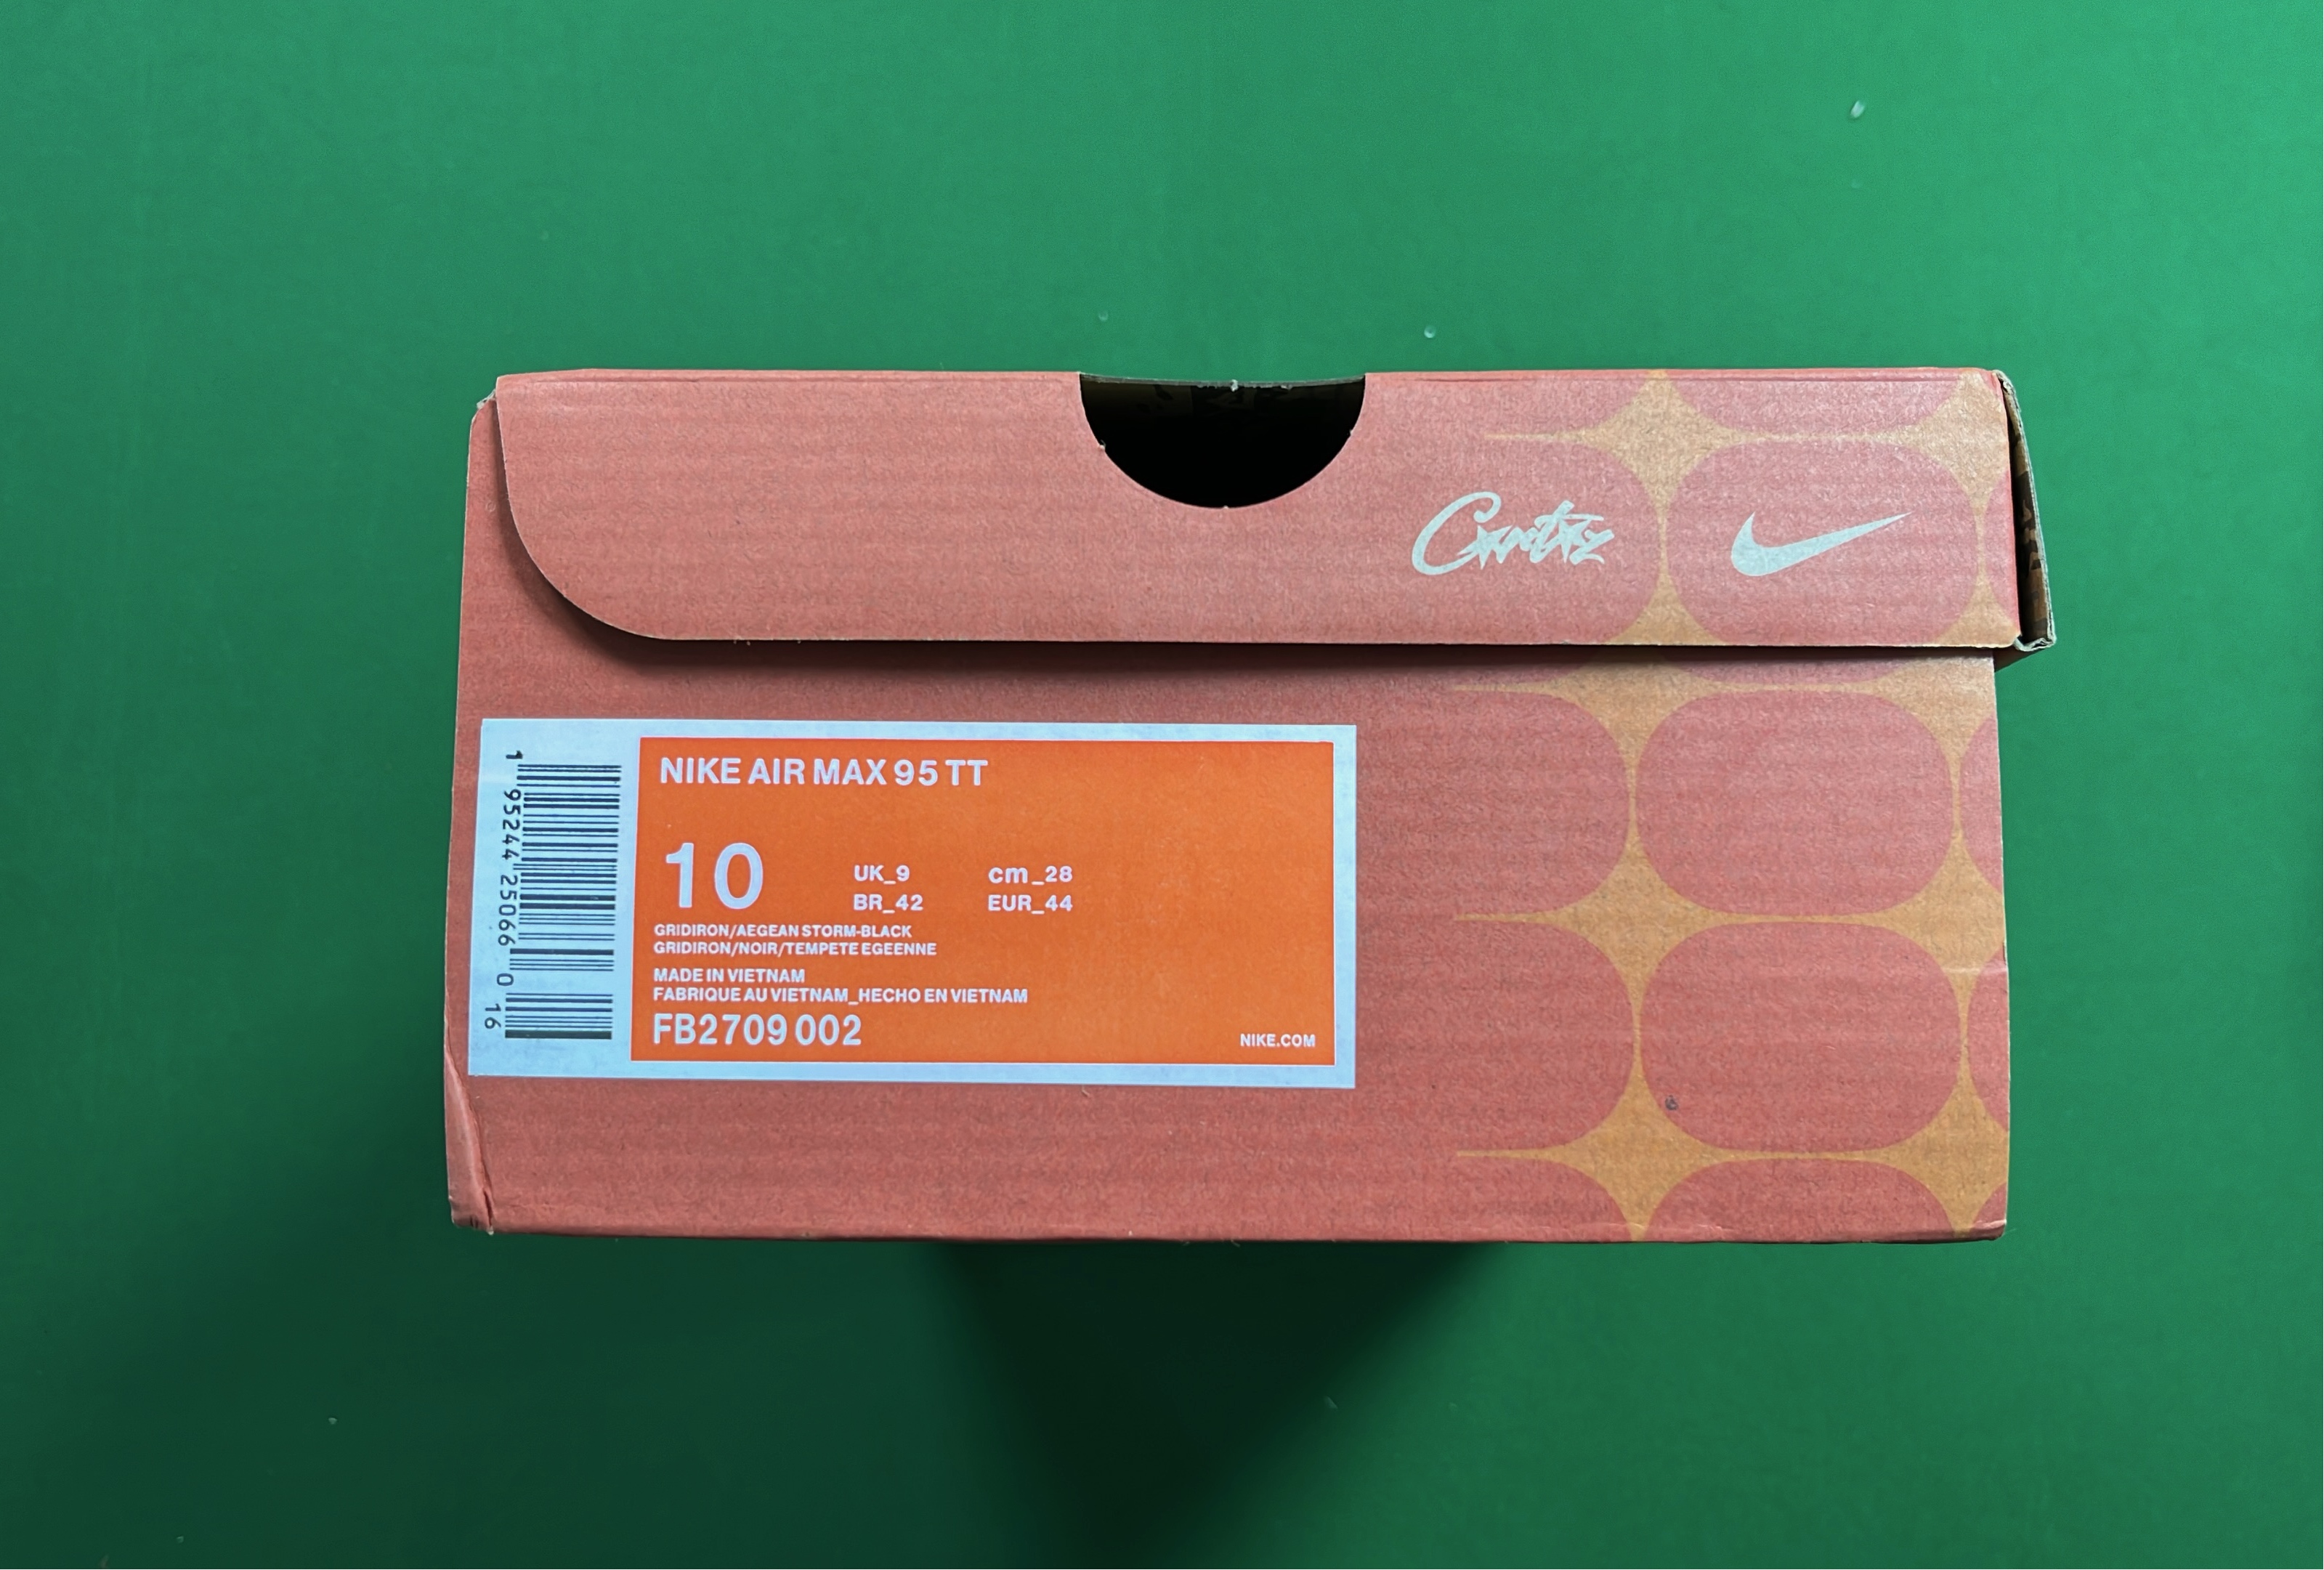 Crtz
NIKE AIR MAX 95 TT
10
UK_9 cm_28
BR_42 EUR_44
GRIDIRON/AEGEAN STORM-BLACK
GRIDIRON/NOIR/TEMPETE EGEENNE
MADE IN VIETNAM
FABRIQUE AU VIETNAM_HECHO EN VIETNAM
FB2709 002
NIKE.COM
1 95244 25066 0 16